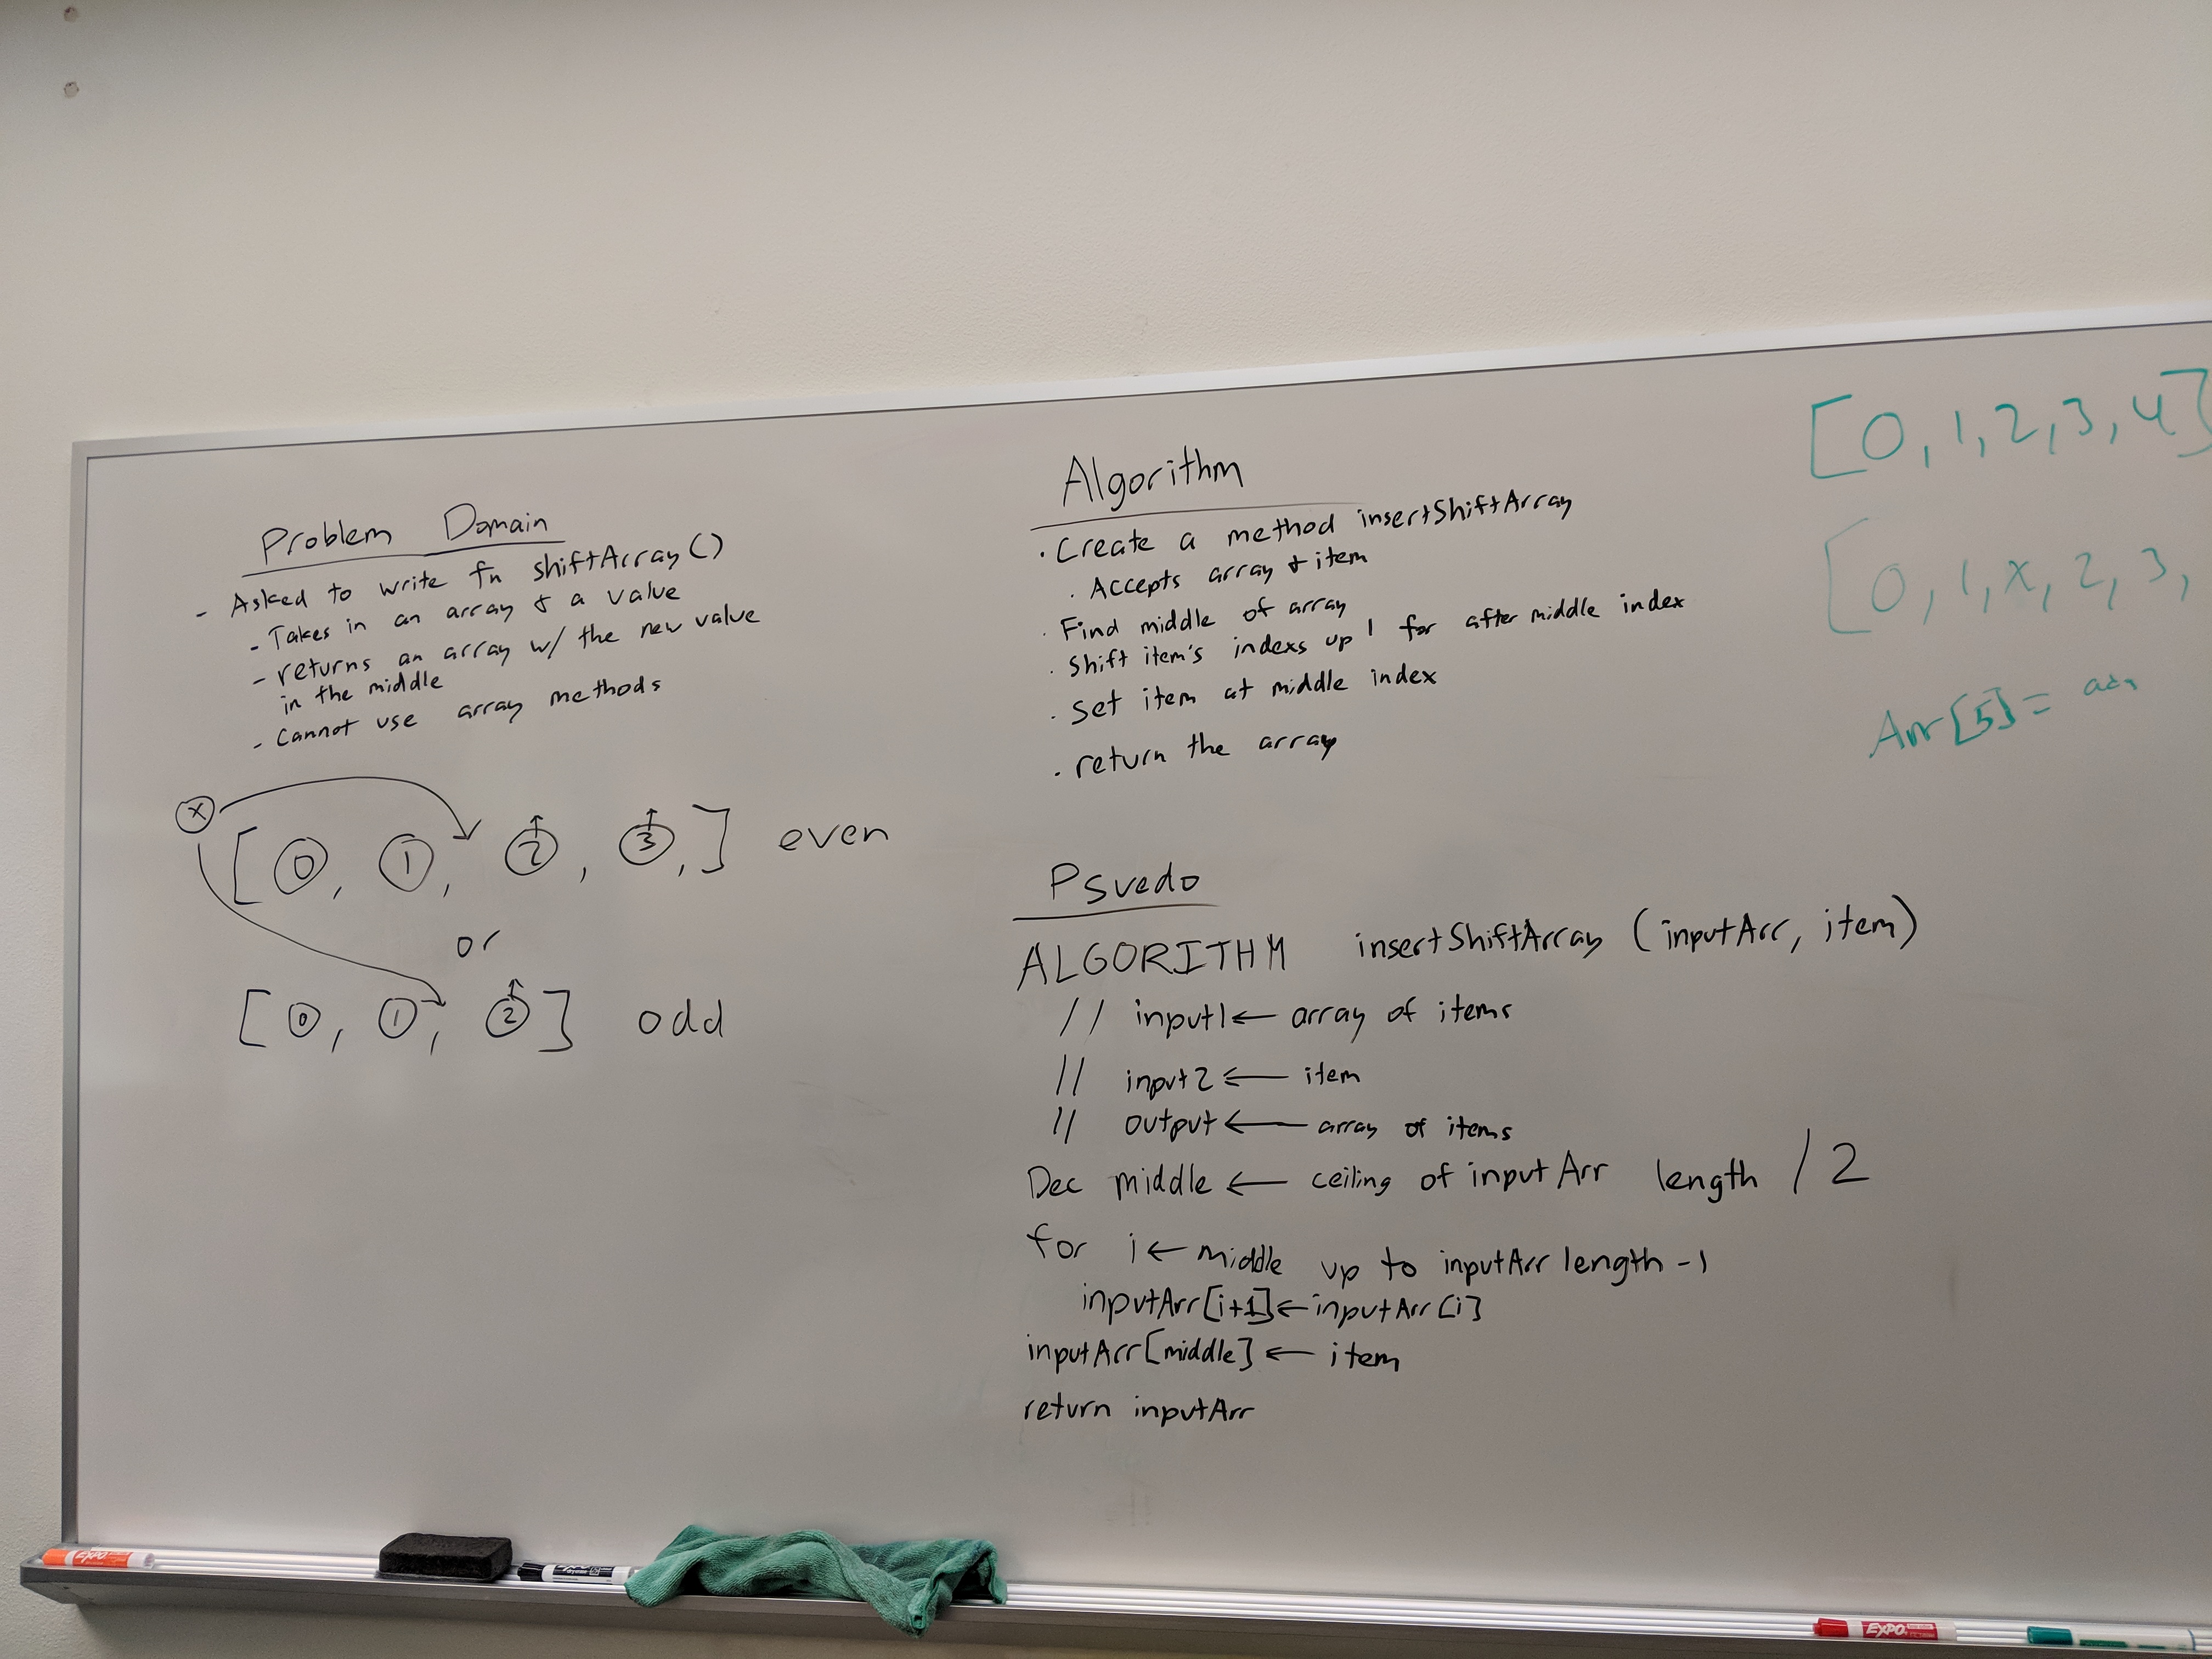 Problem Domain
- Asked to write fn shiftArray()
- Takes in an array & a value
- returns an array w/ the new value
in the middle
- Cannot use array methods
x
[0, 1, 2, 3,] even
or
[0, 1, 2] odd
Algorithm
· Create a method insertShiftArray
· Accepts array & item
· Find middle of array
· Shift item's indexs up 1 for after middle index
· Set item at middle index
· return the array
Psuedo
ALGORITHM insertShiftArray (inputArr, item)
// input1 ← array of items
// input2 ← item
// output ← array of items
Dec middle ← ceiling of inputArr length / 2
for i ← middle up to inputArr length -1
inputArr[i+1] ← inputArr[i]
inputArr[middle] ← item
return inputArr
[0, 1, 2, 3, 4]
[0, 1, x, 2, 3,
Arr[5] =
EXPO
EXPO
EXPO